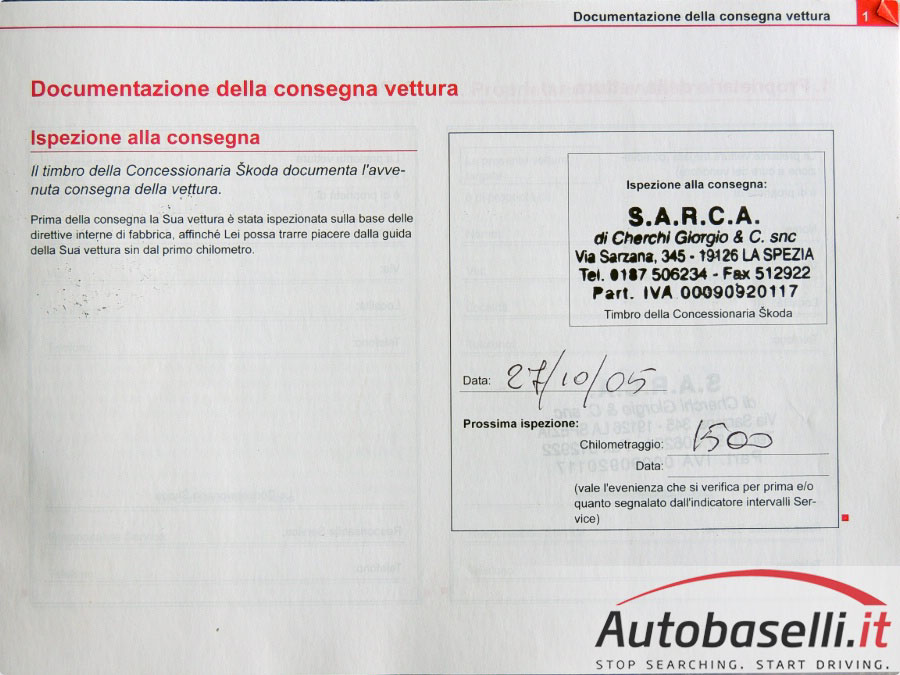 Documentazione della consegna vettura
1
Documentazione della consegna vettura
Ispezione alla consegna
Il timbro della Concessionaria Škoda documenta l'avve-
nuta consegna della vettura.
Prima della consegna la Sua vettura è stata ispezionata sulla base delle
direttive interne di fabbrica, affinché Lei possa trarre piacere dalla guida
della Sua vettura sin dal primo chilometro.
Ispezione alla consegna:
S.A.R.C.A.
di Cherchi Giorgio & C. snc
Via Sarzana, 345 - 19126 LA SPEZIA
Tel. 0187 506234 - Fax 512922
Part. IVA 00090920117
Timbro della Concessionaria Škoda
Data: 27/10/05
Prossima ispezione:
Chilometraggio: 1500
Data:
(vale l'evenienza che si verifica per prima e/o
quanto segnalato dall'indicatore intervalli Ser-
vice)
Autobaselli.it
STOP SEARCHING. START DRIVING.